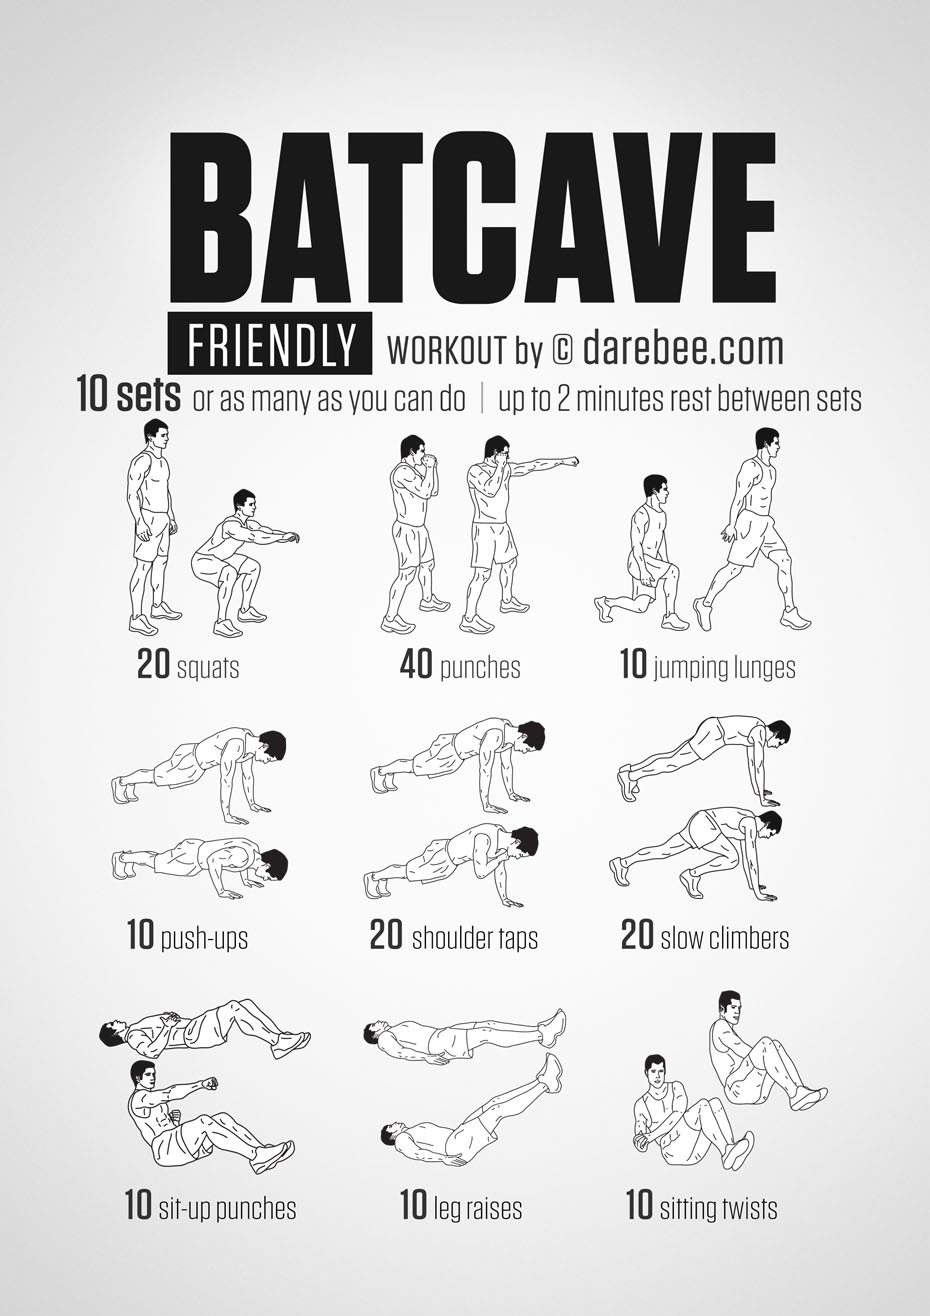 BATCAVE
FRIENDLY WORKOUT by © darebee.com
10 sets or as many as you can do | up to 2 minutes rest between sets
20 squats
40 punches
10 jumping lunges
10 push-ups
20 shoulder taps
20 slow climbers
10 sit-up punches
10 leg raises
10 sitting twists